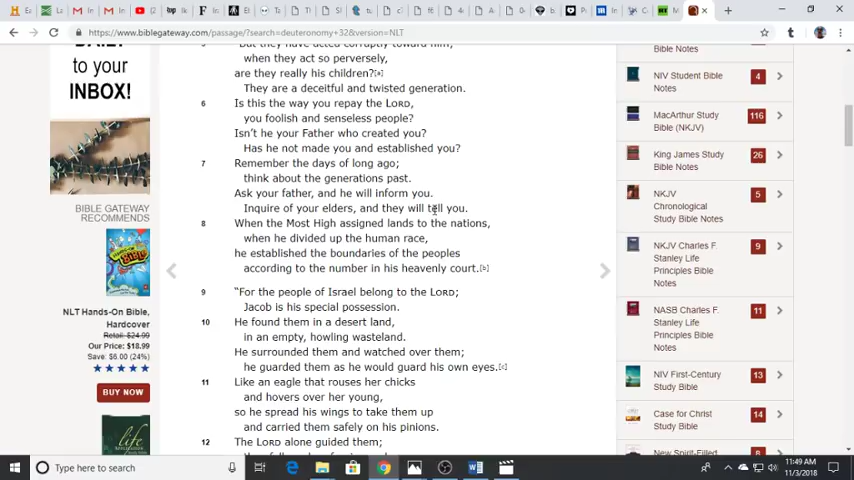 https://www.biblegateway.com/passage/?search=deuteronomy+32&version=NLT
to your
INBOX!
BIBLE GATEWAY
RECOMMENDS
NLT Hands-On Bible,
Hardcover
Retail: $24.99
Our Price: $18.99
Save: $6.00 (24%)
BUY NOW
life
"But they have acted corruptly toward him,
when they act so perversely,
are they really his children?[a]
They are a deceitful and twisted generation.
6 Is this the way you repay the LORD,
you foolish and senseless people?
Isn't he your Father who created you?
Has he not made you and established you?
7 Remember the days of long ago;
think about the generations past.
Ask your father, and he will inform you.
Inquire of your elders, and they will tell you.
8 When the Most High assigned lands to the nations,
when he divided up the human race,
he established the boundaries of the peoples
according to the number in his heavenly court.[b]
9 "For the people of Israel belong to the LORD;
Jacob is his special possession.
10 He found them in a desert land,
in an empty, howling wasteland.
He surrounded them and watched over them;
he guarded them as he would guard his own eyes.[c]
11 Like an eagle that rouses her chicks
and hovers over her young,
so he spread his wings to take them up
and carried them safely on his pinions.
12 The LORD alone guided them;
Bible Notes
NIV Student Bible 4
Notes
MacArthur Study 116
Bible (NKJV)
King James Study 26
Bible Notes
NKJV 5
Chronological
Study Bible Notes
NKJV Charles F. 9
Stanley Life
Principles Bible
Notes
NASB Charles F. 11
Stanley Life
Principles Bible
Notes
NIV First-Century 13
Study Bible
Case for Christ 14
Study Bible
New Spirit-Filled 8
Type here to search
11:49 AM
11/3/2018